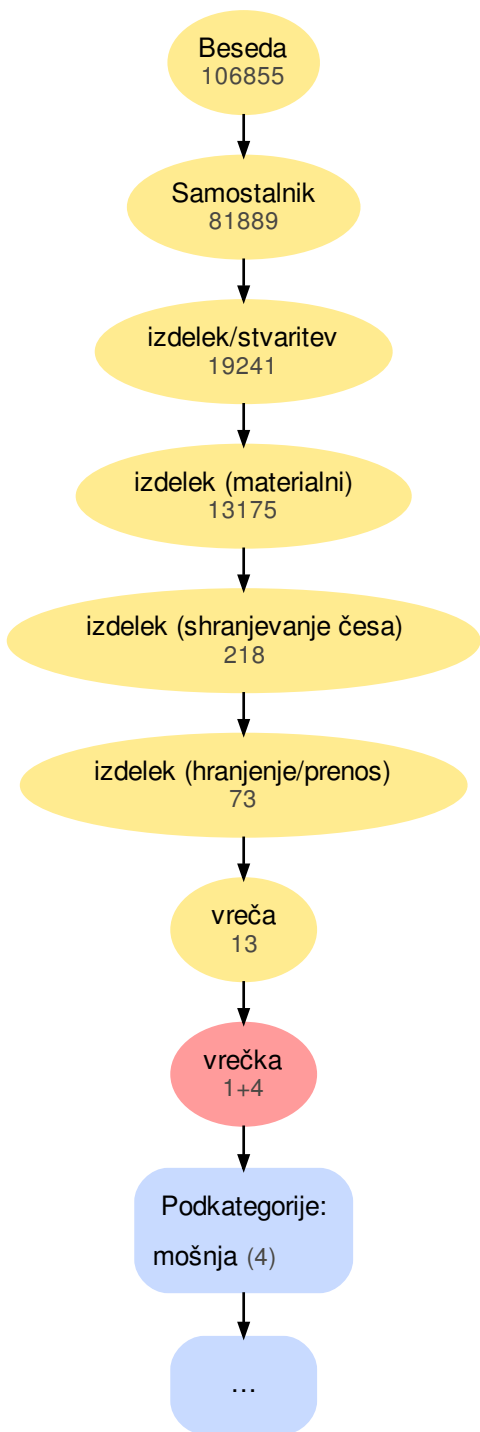 Beseda
106855
Samostalnik
81889
izdelek/stvaritev
19241
izdelek (materialni)
13175
izdelek (shranjevanje česa)
218
izdelek (hranjenje/prenos)
73
vreča
13
vrečka
1+4
Podkategorije:
mošnja (4)
…